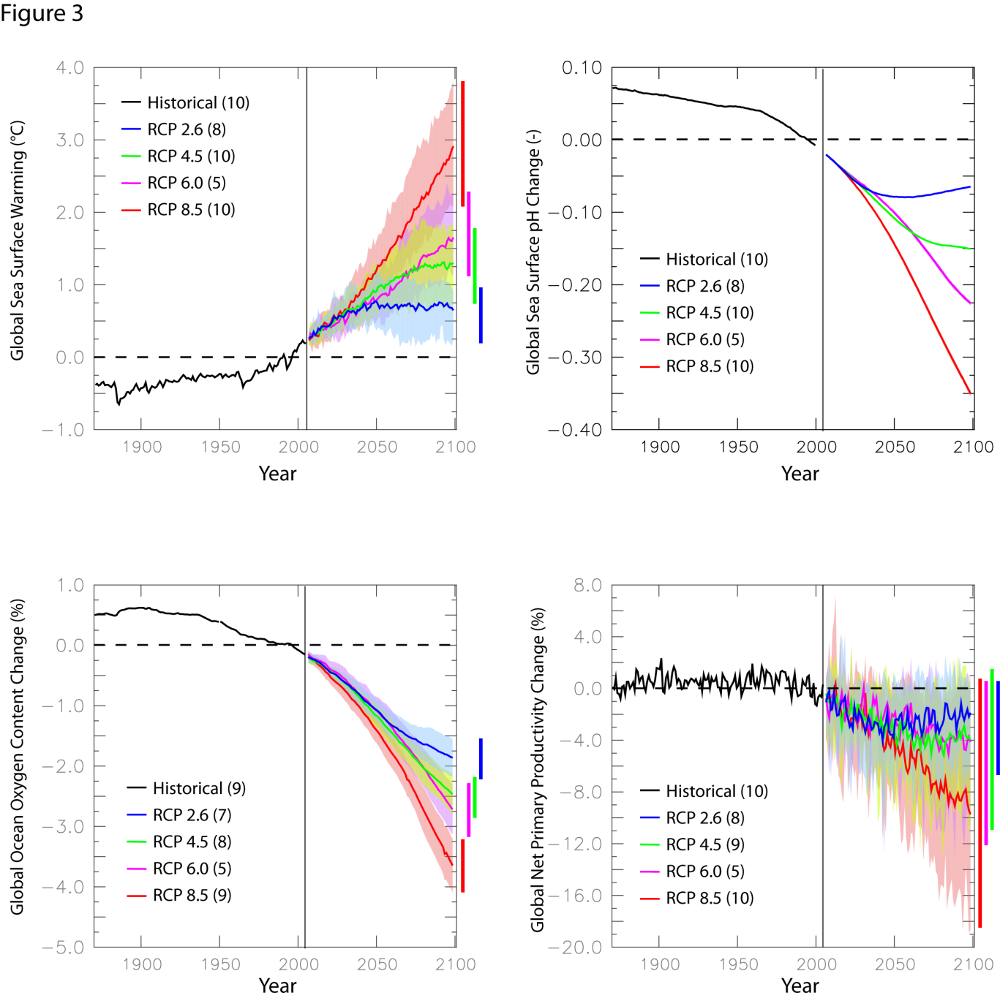 Figure 3
Global Sea Surface Warming (°C)
4.0
3.0
2.0
1.0
0.0
−1.0
Historical (10)
RCP 2.6 (8)
RCP 4.5 (10)
RCP 6.0 (5)
RCP 8.5 (10)
1900 1950 2000 2050 2100
Year
Global Sea Surface pH Change (-)
0.10
0.00
−0.10
−0.20
−0.30
−0.40
Historical (10)
RCP 2.6 (8)
RCP 4.5 (10)
RCP 6.0 (5)
RCP 8.5 (10)
1900 1950 2000 2050 2100
Year
Global Ocean Oxygen Content Change (%)
1.0
0.0
−1.0
−2.0
−3.0
−4.0
−5.0
Historical (9)
RCP 2.6 (7)
RCP 4.5 (8)
RCP 6.0 (5)
RCP 8.5 (9)
1900 1950 2000 2050 2100
Year
Global Net Primary Productivity Change (%)
8.0
4.0
0.0
−4.0
−8.0
−12.0
−16.0
−20.0
Historical (10)
RCP 2.6 (8)
RCP 4.5 (9)
RCP 6.0 (5)
RCP 8.5 (10)
1900 1950 2000 2050 2100
Year